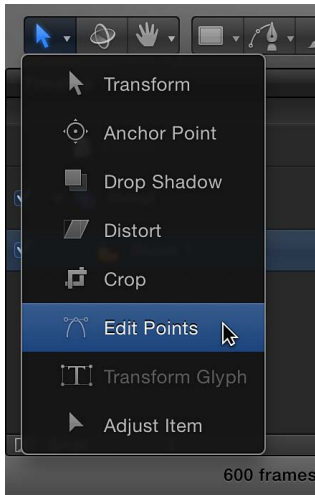 Transform
Anchor Point
Drop Shadow
Distort
Crop
Edit Points
Transform Glyph
Adjust Item
600 frames